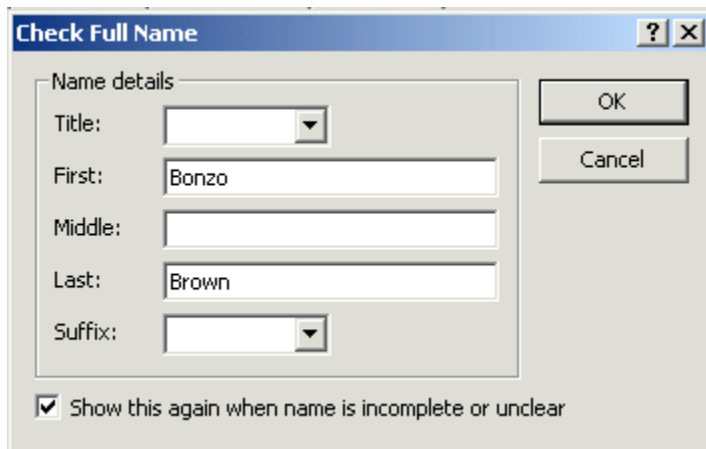 Check Full Name
Name details
Title:
First: Bonzo
Middle:
Last: Brown
Suffix:
OK
Cancel
Show this again when name is incomplete or unclear